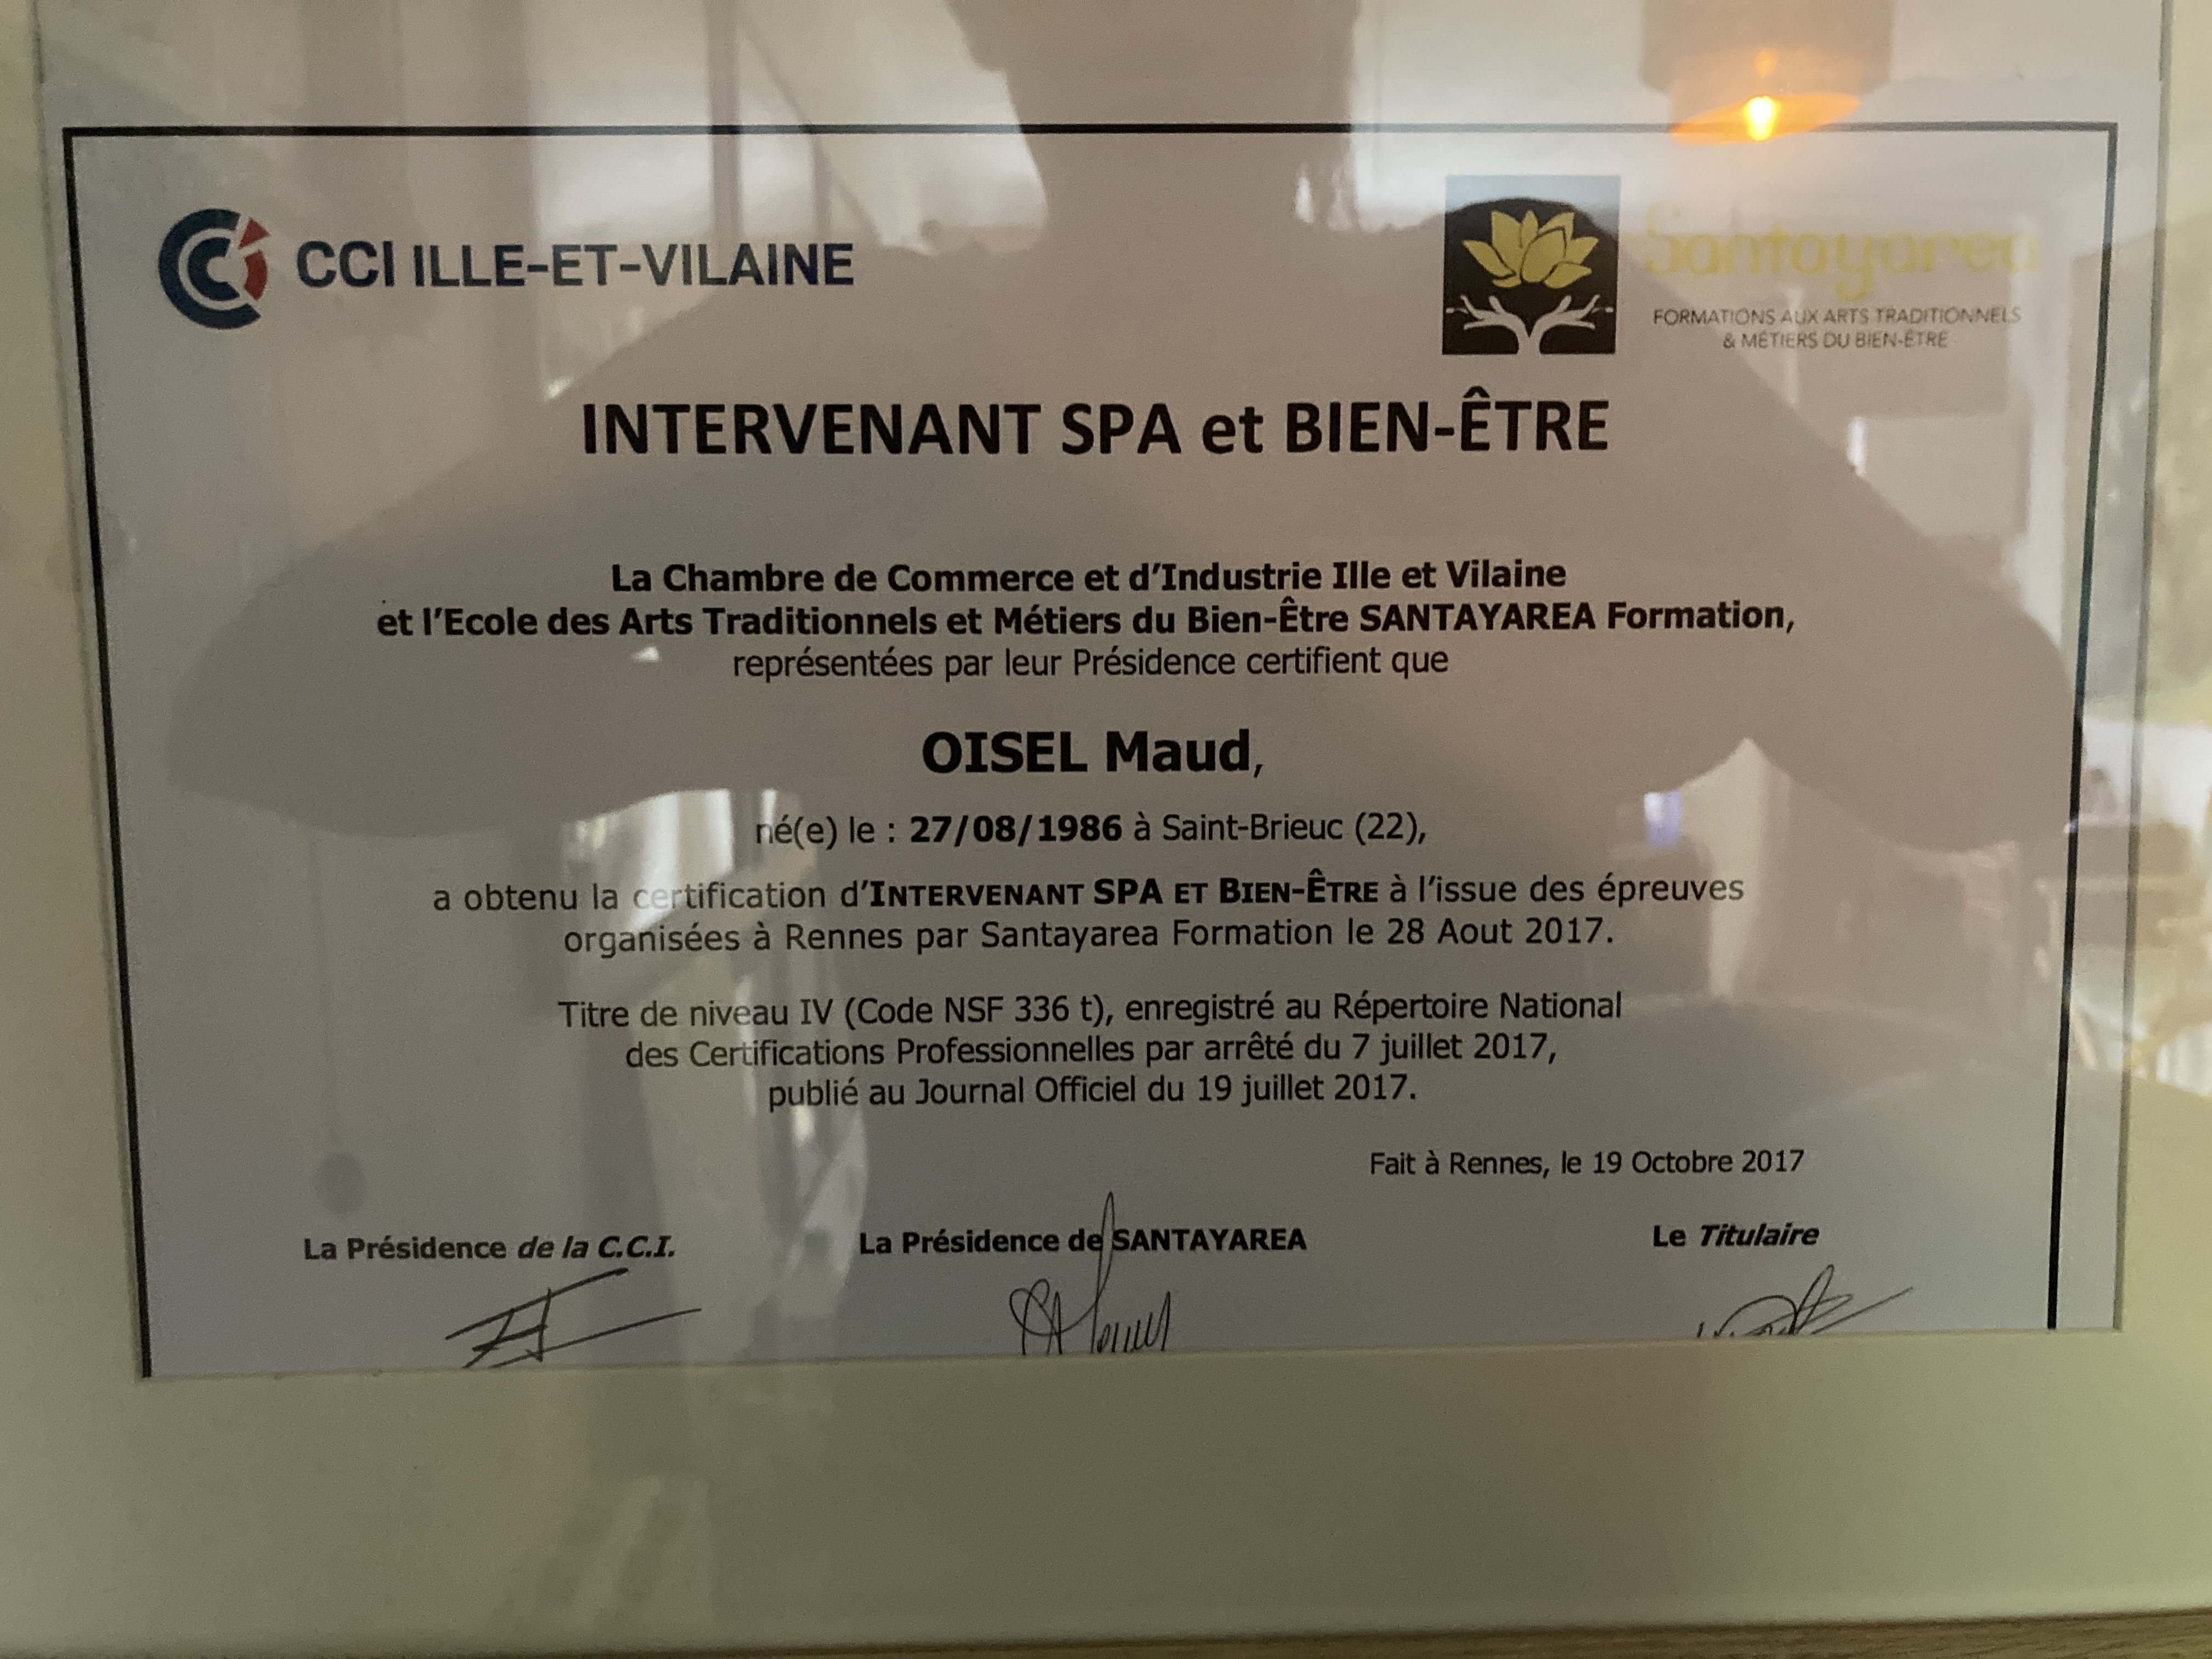 CCI ILLE-ET-VILAINE
Santayarea
FORMATIONS AUX ARTS TRADITIONNELS
& MÉTIERS DU BIEN-ÊTRE
INTERVENANT SPA et BIEN-ÊTRE
La Chambre de Commerce et d'Industrie Ille et Vilaine
et l'Ecole des Arts Traditionnels et Métiers du Bien-Être SANTAYAREA Formation,
représentées par leur Présidence certifient que
OISEL Maud,
né(e) le : 27/08/1986 à Saint-Brieuc (22),
a obtenu la certification d'INTERVENANT SPA ET BIEN-ÊTRE à l'issue des épreuves
organisées à Rennes par Santayarea Formation le 28 Aout 2017.
Titre de niveau IV (Code NSF 336 t), enregistré au Répertoire National
des Certifications Professionnelles par arrêté du 7 juillet 2017,
publié au Journal Officiel du 19 juillet 2017.
Fait à Rennes, le 19 Octobre 2017
La Présidence de la C.C.I.
La Présidence de SANTAYAREA
Le Titulaire